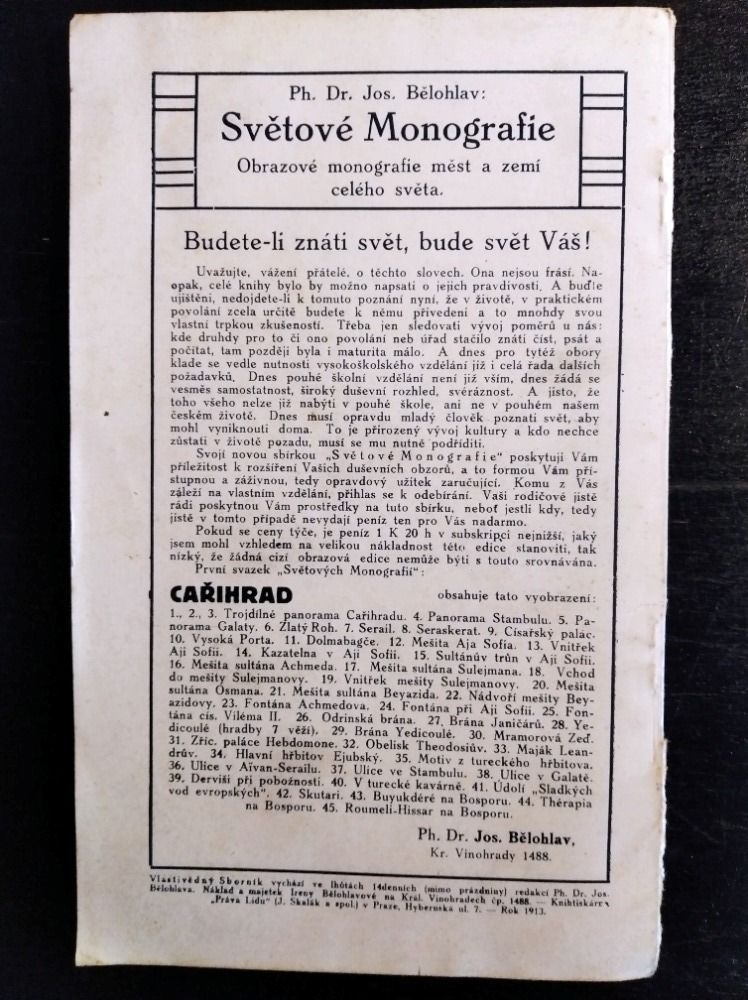 Ph. Dr. Jos. Bělohlav:
Světové Monografie
Obrazové monografie měst a zemí
celého světa.
Budete-li znáti svět, bude svět Váš!
Uvažujte, vážení přátelé, o těchto slovech. Ona nejsou frásí. Na-
opak, celé knihy bylo by možno napsati o jejich pravdivosti. A buďte
ujištěni, nedojdete-li k tomuto poznání nyní, že v životě, v praktickém
povolání zcela určitě budete k němu přivedeni a to mnohdy svou
vlastní trpkou zkušeností. Třeba jen sledovati vývoj poměrů u nás:
kde druhdy pro to či ono povolání neb úřad stačilo znáti číst, psát a
počítat, tam později byla i maturita málo. A dnes pro tytéž obory
klade se vedle nutnosti vysokoškolského vzdělání již i celá řada dalších
požadavků. Dnes pouhé školní vzdělání není již vším, dnes žádá se
vesměs samostatnost, široký duševní rozhled, svéráznost. A jisto, že
toho všeho nelze již nabýti v pouhé škole, ani ne v pouhém našem
českém životě. Dnes musí opravdu mladý člověk poznati svět, aby
mohl vyniknouti doma. To je přirozený vývoj kultury a kdo nechce
zůstati v životě pozadu, musí se mu nutně podříditi.
Svojí novou sbírkou „Světové Monografie“ poskytuji Vám
příležitost k rozšíření Vašich duševních obzorů, a to formou Vám pří-
stupnou a záživnou, tedy opravdový užitek zaručující. Komu z Vás
záleží na vlastním vzdělání, přihlas se k odebírání. Vaši rodičové jistě
rádi poskytnou Vám prostředky na tuto sbírku, neboť jestli kdy, tedy
jistě v tomto případě nevydají peníz ten pro Vás nadarmo.
Pokud se ceny týče, je peníz 1 K 20 h v subskripci nejnižší, jaký
jsem mohl vzhledem na velikou nákladnost této edice stanoviti, tak
nízký, že žádná cizí obrazová edice nemůže býti s touto srovnávána.
První svazek „Světových Monografií“:
CAŘIHRAD obsahuje tato vyobrazení:
1., 2., 3. Trojdílné panorama Cařihradu. 4. Panorama Stambulu. 5. Pa-
norama Galaty. 6. Zlatý Roh. 7. Serail. 8. Seraskerat. 9. Císařský palác.
10. Vysoká Porta. 11. Dolmabagče. 12. Mešita Aja Sofia. 13. Vnitřek
Aji Sofii. 14. Kazatelna v Aji Sofii. 15. Sultánův trůn v Aji Sofii.
16. Mešita sultána Achmeda. 17. Mešita sultána Sulejmana. 18. Vchod
do mešity Sulejmanovy. 19. Vnitřek mešity Sulejmanovy. 20. Mešita
sultána Osmana. 21. Mešita sultána Beyazida. 22. Nádvoří mešity Bey-
azidovy. 23. Fontána Achmedova. 24. Fontána při Aji Sofii. 25. Fon-
tána cís. Viléma II. 26. Odrinská brána. 27. Brána Janičárů. 28. Ye-
dicoulé (hradby 7 věží). 29. Brána Yedicoulé. 30. Mramorová Zeď.
31. Zříc. paláce Hebdomone. 32. Obelisk Theodosiův. 33. Maják Lean-
drův. 34. Hlavní hřbitov Ejubský. 35. Motiv z tureckého hřbitova.
36. Ulice v Aïvan-Serailu. 37. Ulice ve Stambulu. 38. Ulice v Galatě.
39. Derviši při pobožnosti. 40. V turecké kavárně. 41. Údolí „Sladkých
vod evropských“. 42. Skutari. 43. Buyukdéré na Bosporu. 44. Thérapia
na Bosporu. 45. Roumeli-Hissar na Bosporu.
Ph. Dr. Jos. Bělohlav,
Kr. Vinohrady 1488.
Vlastivědný Sborník vychází ve lhůtách 14denních (mimo prázdniny) redakcí Ph. Dr. Jos.
Bělohlava. Náklad a majetek Ireny Bělohlavové na Král. Vinohradech čp. 1488. — Knihtiskárna
„Práva Lidu“ (J. Skalák a spol.) v Praze, Hybernská ul. 7. — Rok 1913.